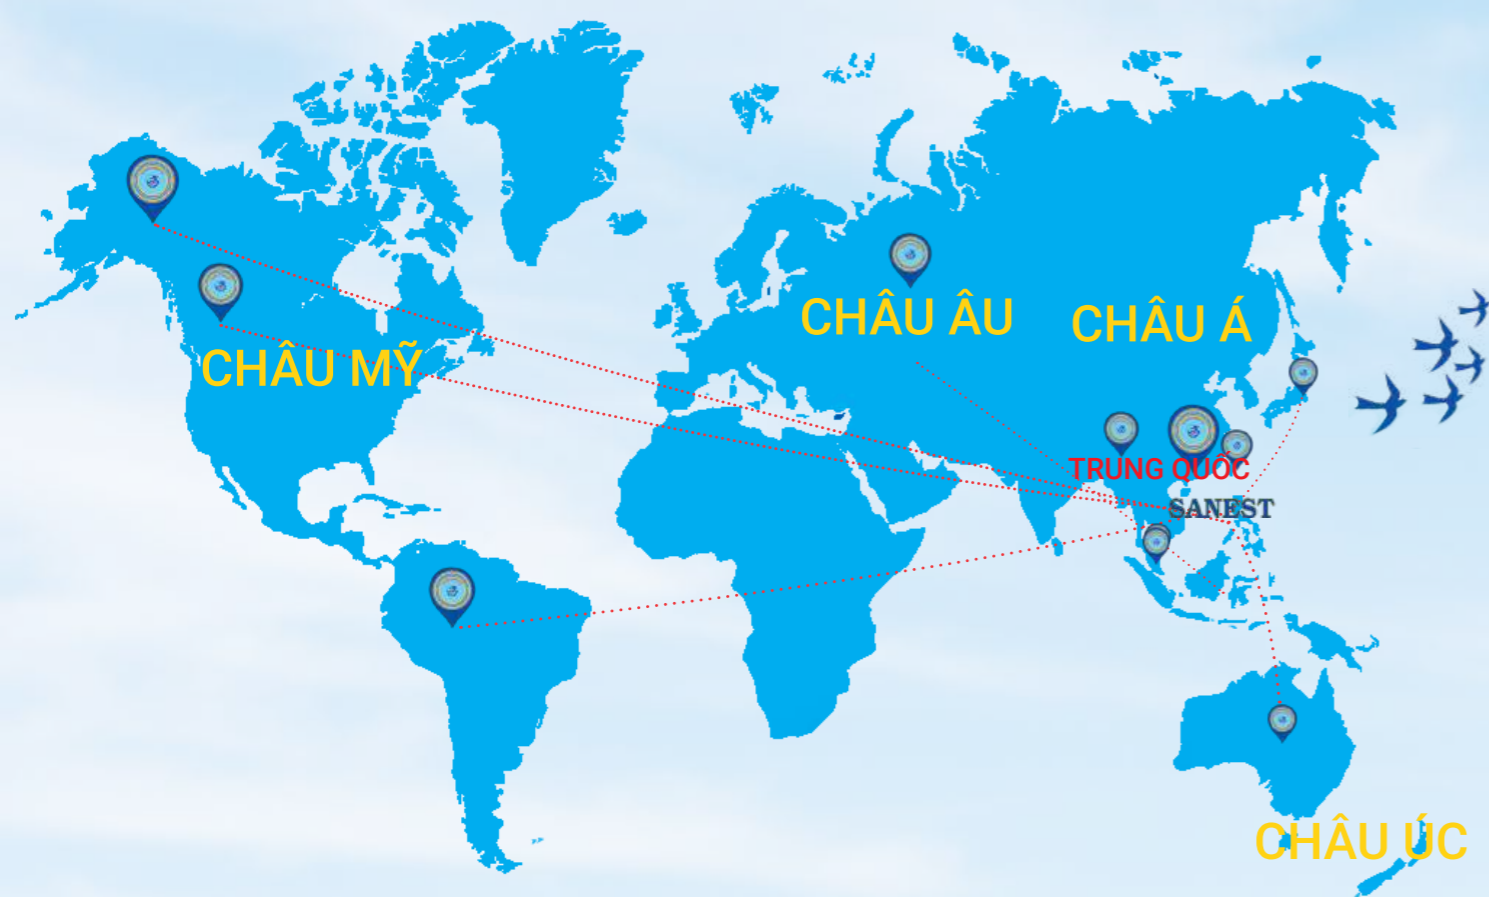 CHÂU ÂU
CHÂU Á
CHÂU MỸ
TRUNG QUỐC
SANEST
CHÂU ÚC